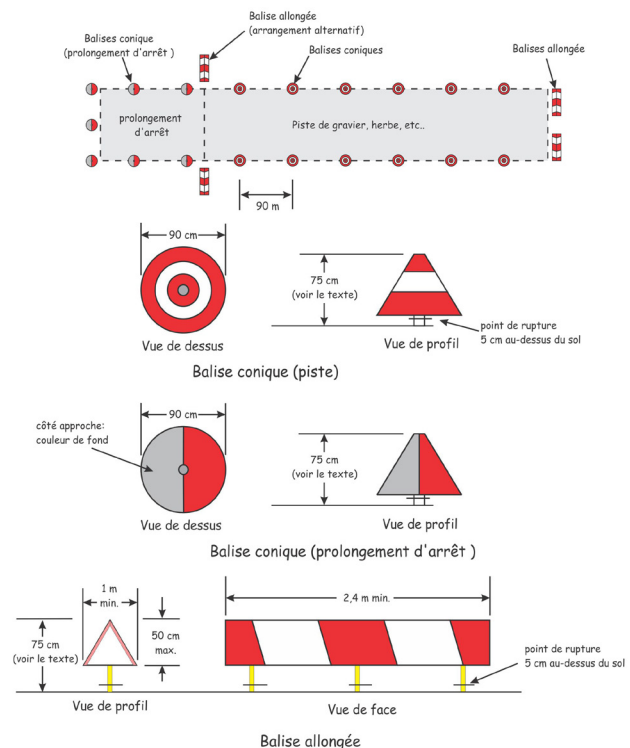 Balise allongée
(arrangement alternatif)
Balises conique
(prolongement d'arrêt )
Balises coniques
Balises allongée
prolongement
d'arrêt
Piste de gravier, herbe, etc..
90 m
90 cm
75 cm
(voir le texte)
point de rupture
5 cm au-dessus du sol
Vue de dessus
Vue de profil
Balise conique (piste)
côté approche:
couleur de fond
90 cm
75 cm
(voir le texte)
Vue de dessus
Vue de profil
Balise conique (prolongement d'arrêt )
1 m
min.
2,4 m min.
75 cm
(voir le texte)
50 cm
max.
point de rupture
5 cm au-dessus du sol
Vue de profil
Vue de face
Balise allongée